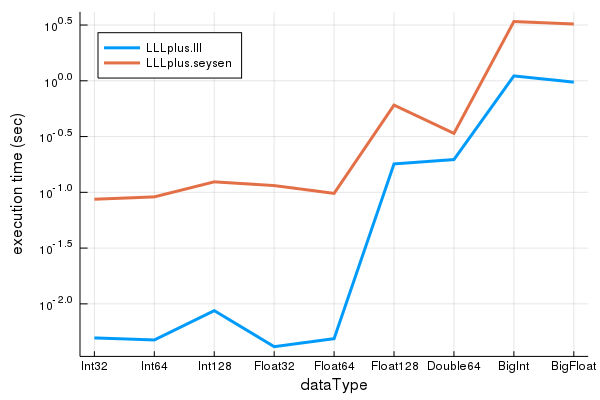 LLLplus.lll
LLLplus.seysen
execution time (sec)
10^0.5
10^0.0
10^-0.5
10^-1.0
10^-1.5
10^-2.0
Int32 Int64 Int128 Float32 Float64 Float128 Double64 BigInt BigFloat
dataType